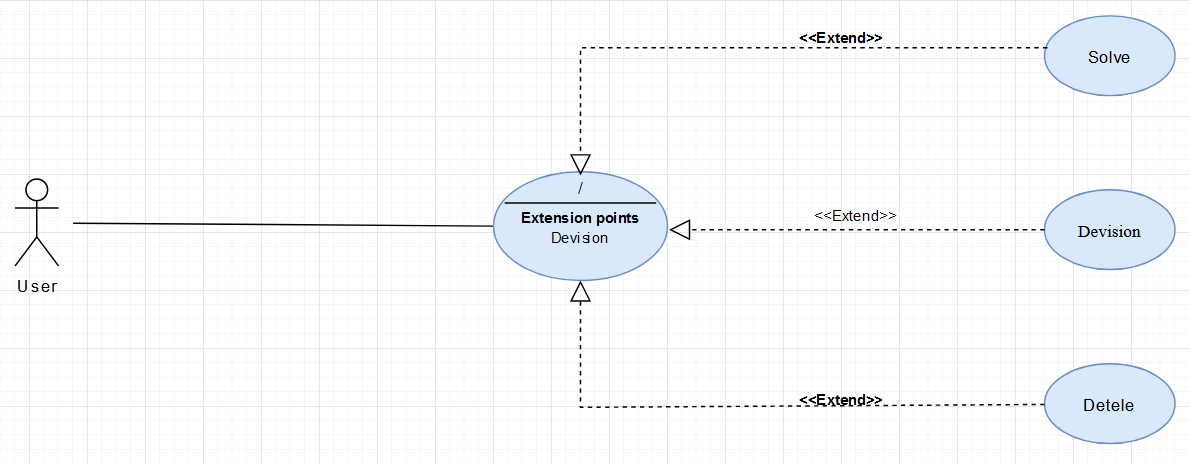 <<Extend>>
Solve
/
Extension points
Devision
<<Extend>>
Devision
User
<<Extend>>
Detele